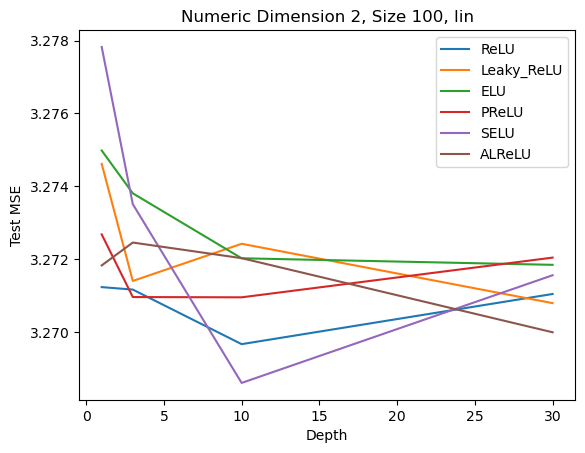 Numeric Dimension 2, Size 100, lin
3.278
3.276
3.274
3.272
3.270
Test MSE
ReLU
Leaky_ReLU
ELU
PReLU
SELU
ALReLU
0 5 10 15 20 25 30
Depth